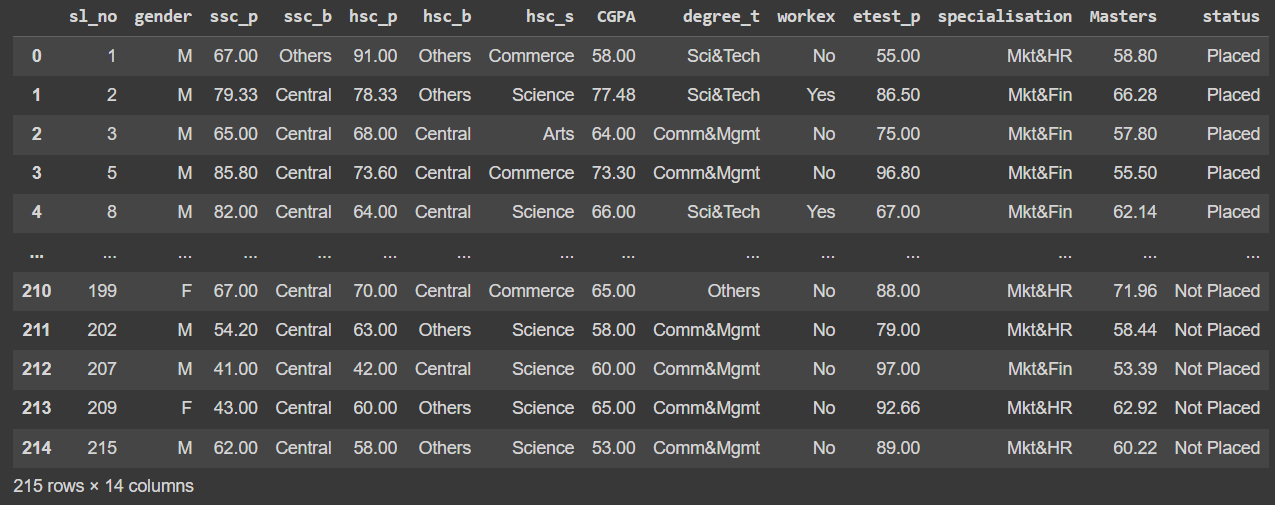 sl_no gender ssc_p ssc_b hsc_p hsc_b hsc_s CGPA degree_t workex etest_p specialisation Masters status
0 1 M 67.00 Others 91.00 Others Commerce 58.00 Sci&Tech No 55.00 Mkt&HR 58.80 Placed
1 2 M 79.33 Central 78.33 Others Science 77.48 Sci&Tech Yes 86.50 Mkt&Fin 66.28 Placed
2 3 M 65.00 Central 68.00 Central Arts 64.00 Comm&Mgmt No 75.00 Mkt&Fin 57.80 Placed
3 5 M 85.80 Central 73.60 Central Commerce 73.30 Comm&Mgmt No 96.80 Mkt&Fin 55.50 Placed
4 8 M 82.00 Central 64.00 Central Science 66.00 Sci&Tech Yes 67.00 Mkt&Fin 62.14 Placed
... ... ... ... ... ... ... ... ... ... ... ... ... ... ...
210 199 F 67.00 Central 70.00 Central Commerce 65.00 Others No 88.00 Mkt&HR 71.96 Not Placed
211 202 M 54.20 Central 63.00 Others Science 58.00 Comm&Mgmt No 79.00 Mkt&HR 58.44 Not Placed
212 207 M 41.00 Central 42.00 Central Science 60.00 Comm&Mgmt No 97.00 Mkt&Fin 53.39 Not Placed
213 209 F 43.00 Central 60.00 Others Science 65.00 Comm&Mgmt No 92.66 Mkt&HR 62.92 Not Placed
214 215 M 62.00 Central 58.00 Others Science 53.00 Comm&Mgmt No 89.00 Mkt&HR 60.22 Not Placed
215 rows × 14 columns